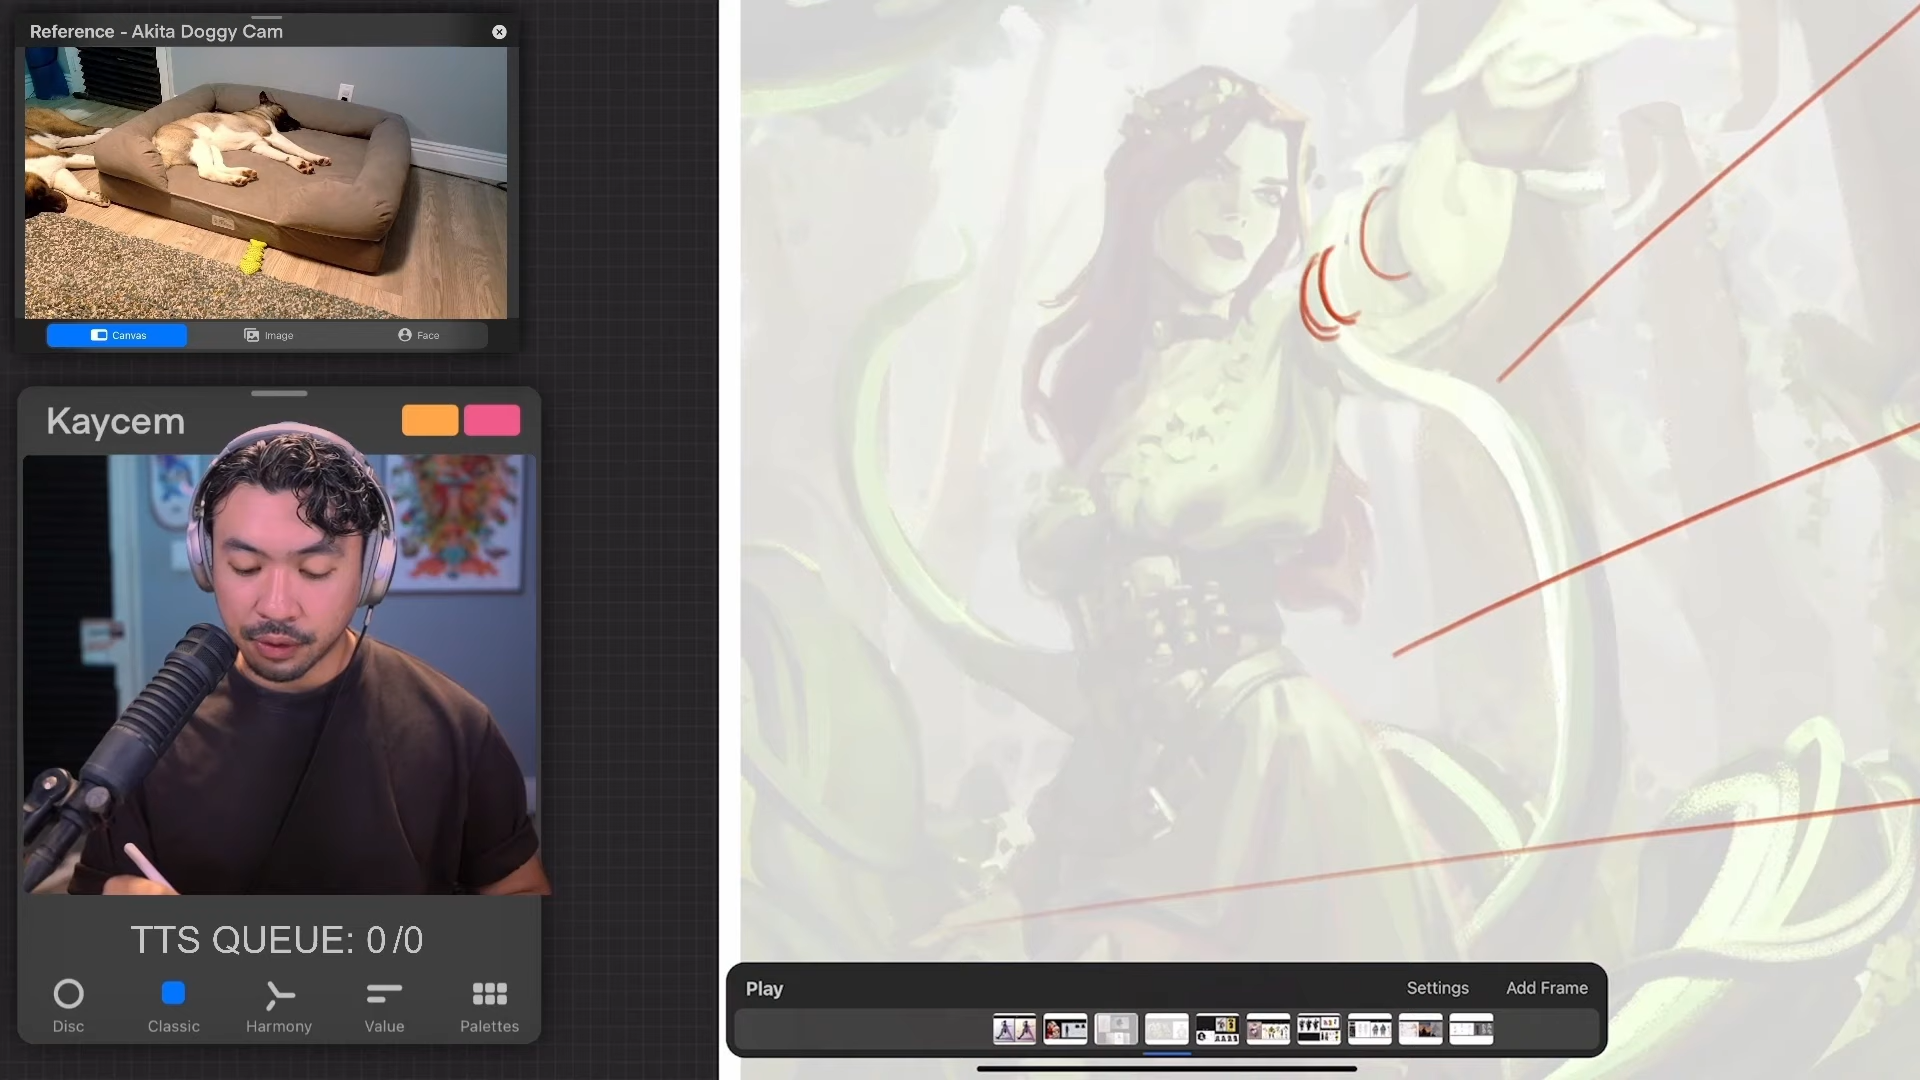 Reference - Akita Doggy Cam
Canvas
Image
Face
Kaycem
TTS QUEUE: 0/0
Disc
Classic
Harmony
Value
Palettes
Play
Settings
Add Frame